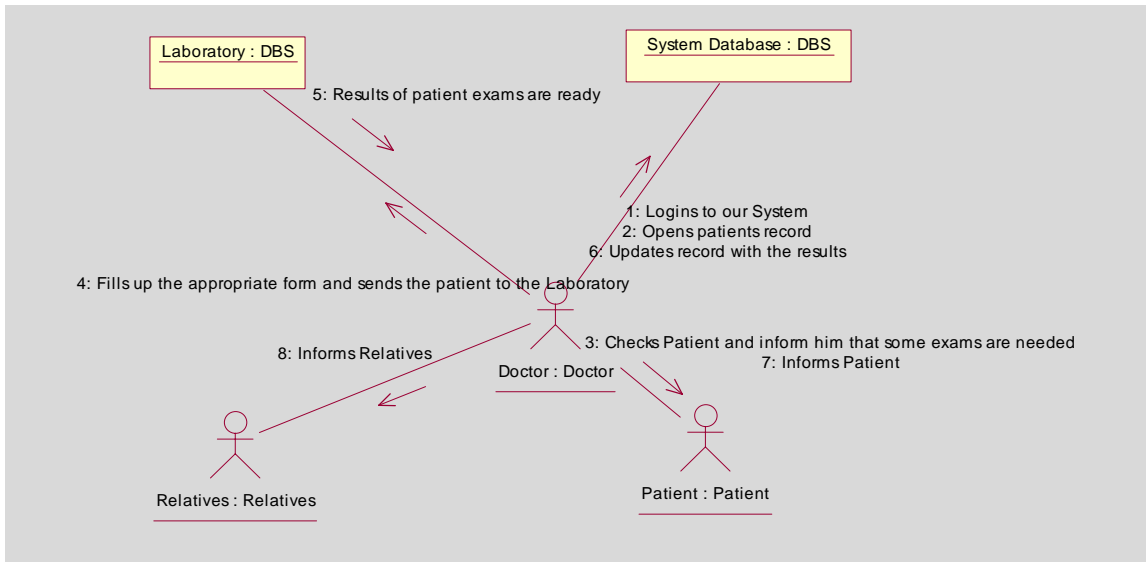 Laboratory : DBS
System Database : DBS
5: Results of patient exams are ready
1: Logins to our System
2: Opens patients record
6: Updates record with the results
4: Fills up the appropriate form and sends the patient to the Laboratory
3: Checks Patient and inform him that some exams are needed
7: Informs Patient
8: Informs Relatives
Doctor : Doctor
Relatives : Relatives
Patient : Patient